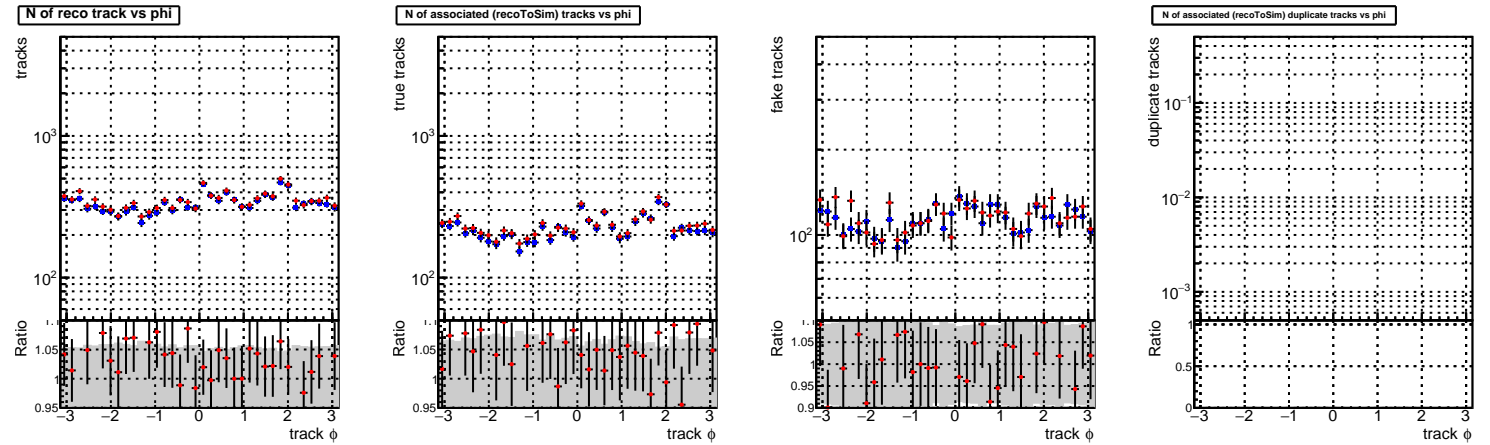 N of reco track vs phi
tracks
10³
10²
Ratio
1.05
1
0.95
−3 −2 −1 0 1 2 3
track ϕ
N of associated (recoToSim) tracks vs phi
true tracks
10³
10²
Ratio
1.05
1
0.95
−3 −2 −1 0 1 2 3
track ϕ
fake tracks
10²
Ratio
1.05
1
0.95
0.9
−3 −2 −1 0 1 2 3
track ϕ
N of associated (recoToSim) duplicate tracks vs phi
duplicate tracks
10⁻¹
10⁻²
10⁻³
Ratio
1
0.5
0
−3 −2 −1 0 1 2 3
track ϕ